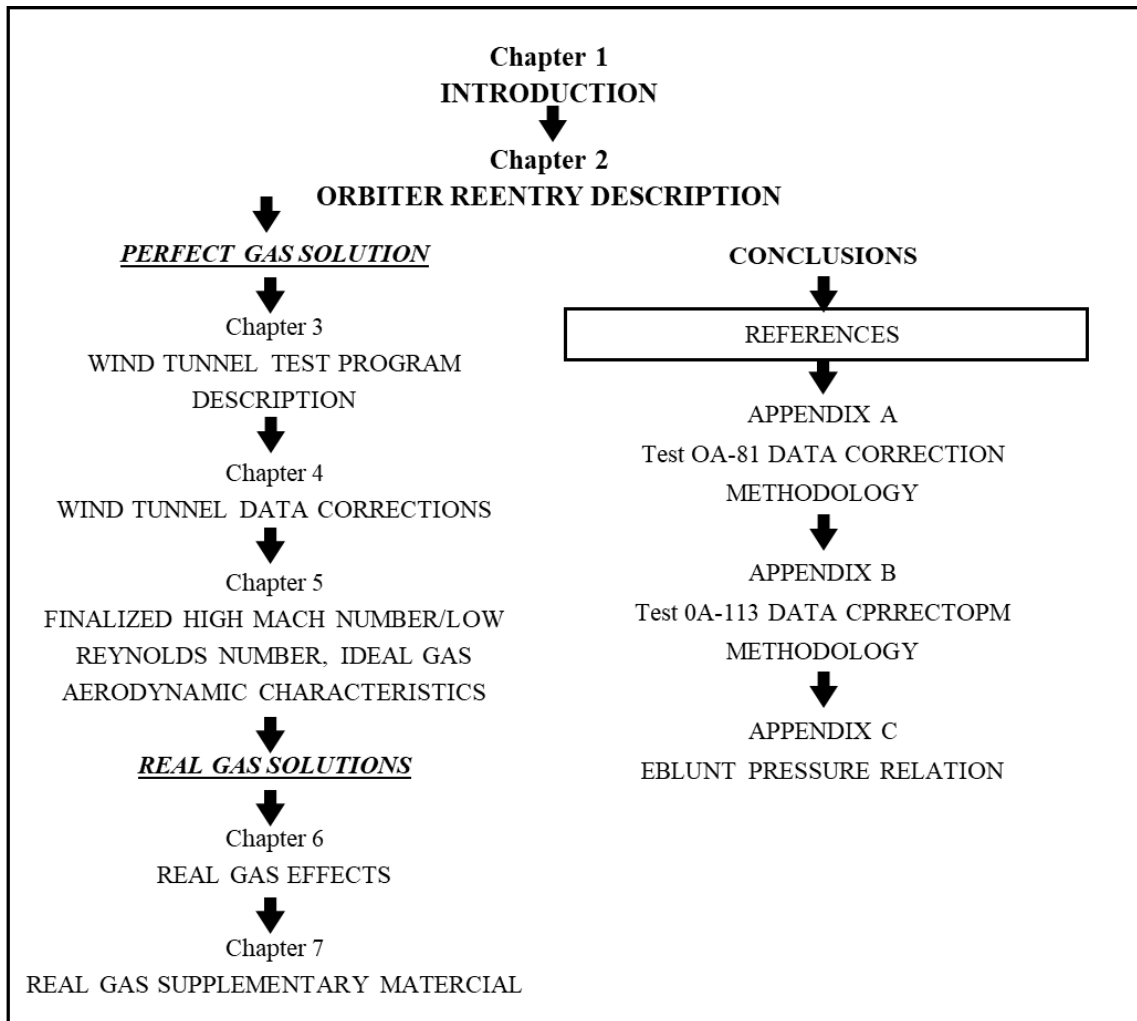 Chapter 1
INTRODUCTION
Chapter 2
ORBITER REENTRY DESCRIPTION
PERFECT GAS SOLUTION
Chapter 3
WIND TUNNEL TEST PROGRAM
DESCRIPTION
Chapter 4
WIND TUNNEL DATA CORRECTIONS
Chapter 5
FINALIZED HIGH MACH NUMBER/LOW
REYNOLDS NUMBER, IDEAL GAS
AERODYNAMIC CHARACTERISTICS
REAL GAS SOLUTIONS
Chapter 6
REAL GAS EFFECTS
Chapter 7
REAL GAS SUPPLEMENTARY MATERCIAL
CONCLUSIONS
REFERENCES
APPENDIX A
Test OA-81 DATA CORRECTION
METHODOLOGY
APPENDIX B
Test 0A-113 DATA CPRRECTOPM
METHODOLOGY
APPENDIX C
EBLUNT PRESSURE RELATION